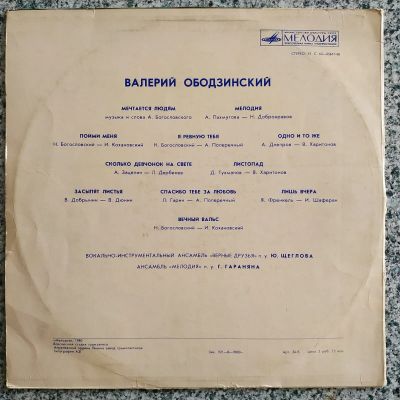 МЕЛОДИЯ
ВАЛЕРИЙ ОБОДЗИНСКИЙ
МЕЧТАЕТСЯ ЛЮДЯМ МЕЛОДИЯ
музыка и слова А. Богословского А. Пахмутова — Н. Добронравов
ПОЙМИ МЕНЯ Я РЕВНУЮ ТЕБЯ ОДНО И ТО ЖЕ
Н. Богословский — И. Кохановский Н. Богословский — А. Поперечный А. Дмитров — В. Харитонов
СКОЛЬКО ДЕВЧОНОК НА СВЕТЕ ЛИСТОПАД
А. Зацепин — Л. Дербенев Д. Тухманов — В. Харитонов
ЗАСЫПЯТ ЛИСТЬЯ СПАСИБО ТЕБЕ ЗА ЛЮБОВЬ ЛИШЬ ВЧЕРА
В. Добрынин — В. Дюнин Л. Гарин — А. Поперечный Я. Френкель — И. Шаферан
ВЕЧНЫЙ ВАЛЬС
Н. Богословский — И. Кохановский
ВОКАЛЬНО-ИНСТРУМЕНТАЛЬНЫЙ АНСАМБЛЬ «ВЕРНЫЕ ДРУЗЬЯ» п. у. Ю. ЩЕГЛОВА
АНСАМБЛЬ «МЕЛОДИЯ» п. у. Г. ГАРАНЯНА